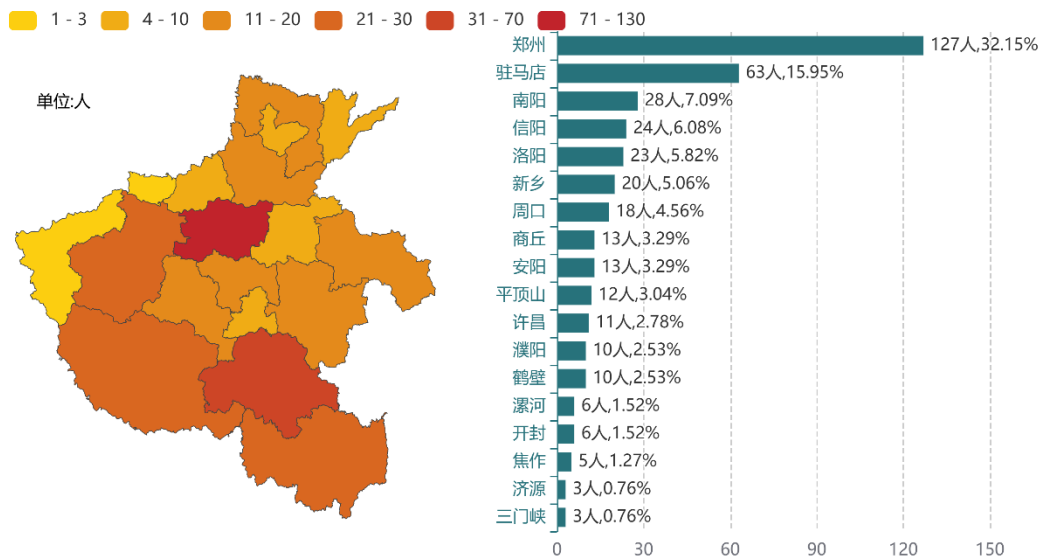 1 - 3
4 - 10
11 - 20
21 - 30
31 - 70
71 - 130
单位:人
郑州 127人,32.15%
驻马店 63人,15.95%
南阳 28人,7.09%
信阳 24人,6.08%
洛阳 23人,5.82%
新乡 20人,5.06%
周口 18人,4.56%
商丘 13人,3.29%
安阳 13人,3.29%
平顶山 12人,3.04%
许昌 11人,2.78%
濮阳 10人,2.53%
鹤壁 10人,2.53%
漯河 6人,1.52%
开封 6人,1.52%
焦作 5人,1.27%
济源 3人,0.76%
三门峡 3人,0.76%
0 30 60 90 120 150